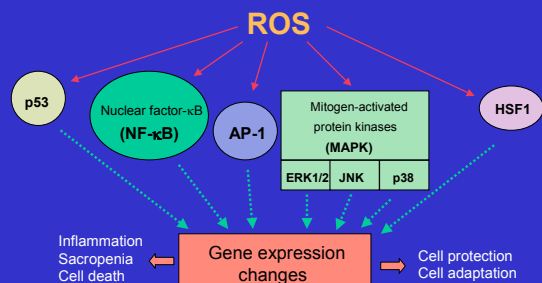 ROS
p53
Nuclear factor-κB
(NF-κB)
AP-1
Mitogen-activated
protein kinases
(MAPK)
ERK1/2 JNK p38
HSF1
Inflammation
Sacropenia
Cell death
Gene expression
changes
Cell protection
Cell adaptation